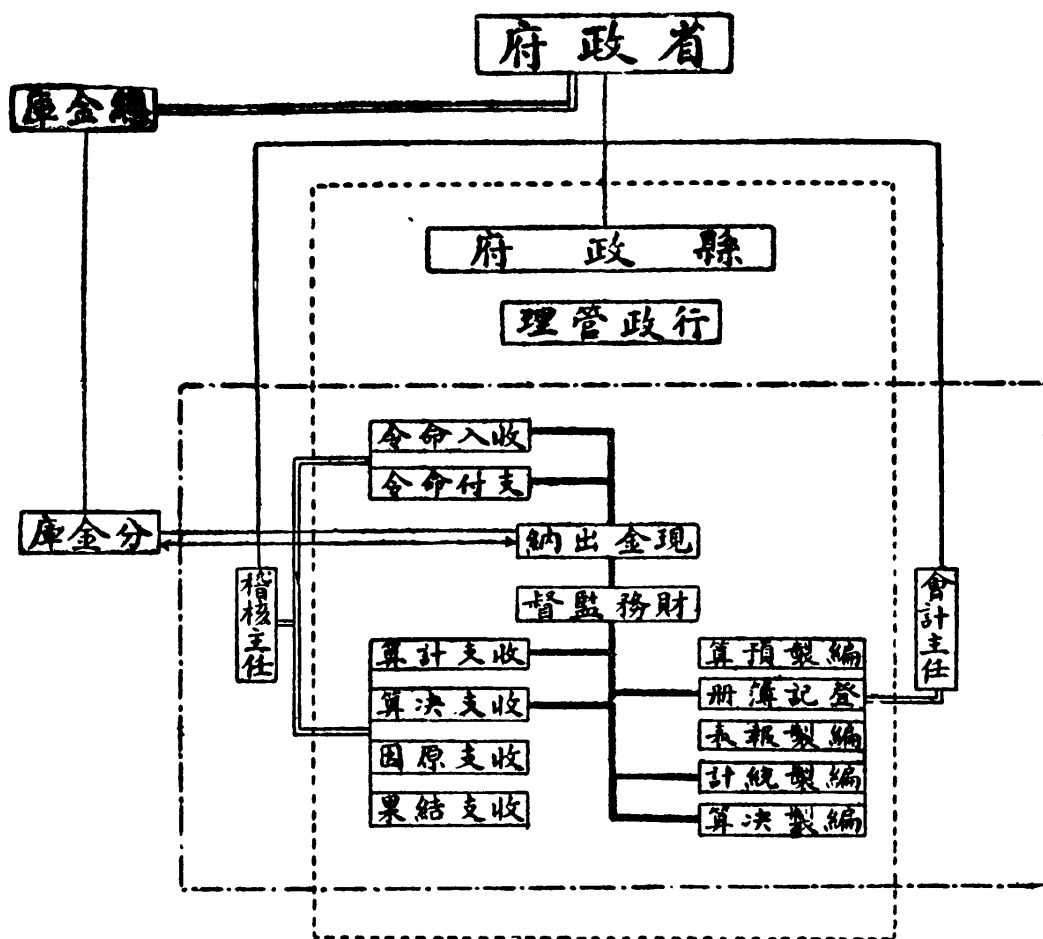 省政府
總金庫
縣政府
行政管理
收入命令
支付命令
分金庫
現金出納
稽核主任
財務監督
會計主任
收支計算
收支决算
收支原因
收支結果
編製預算
登記簿册
編製報表
編製統計
編製决算